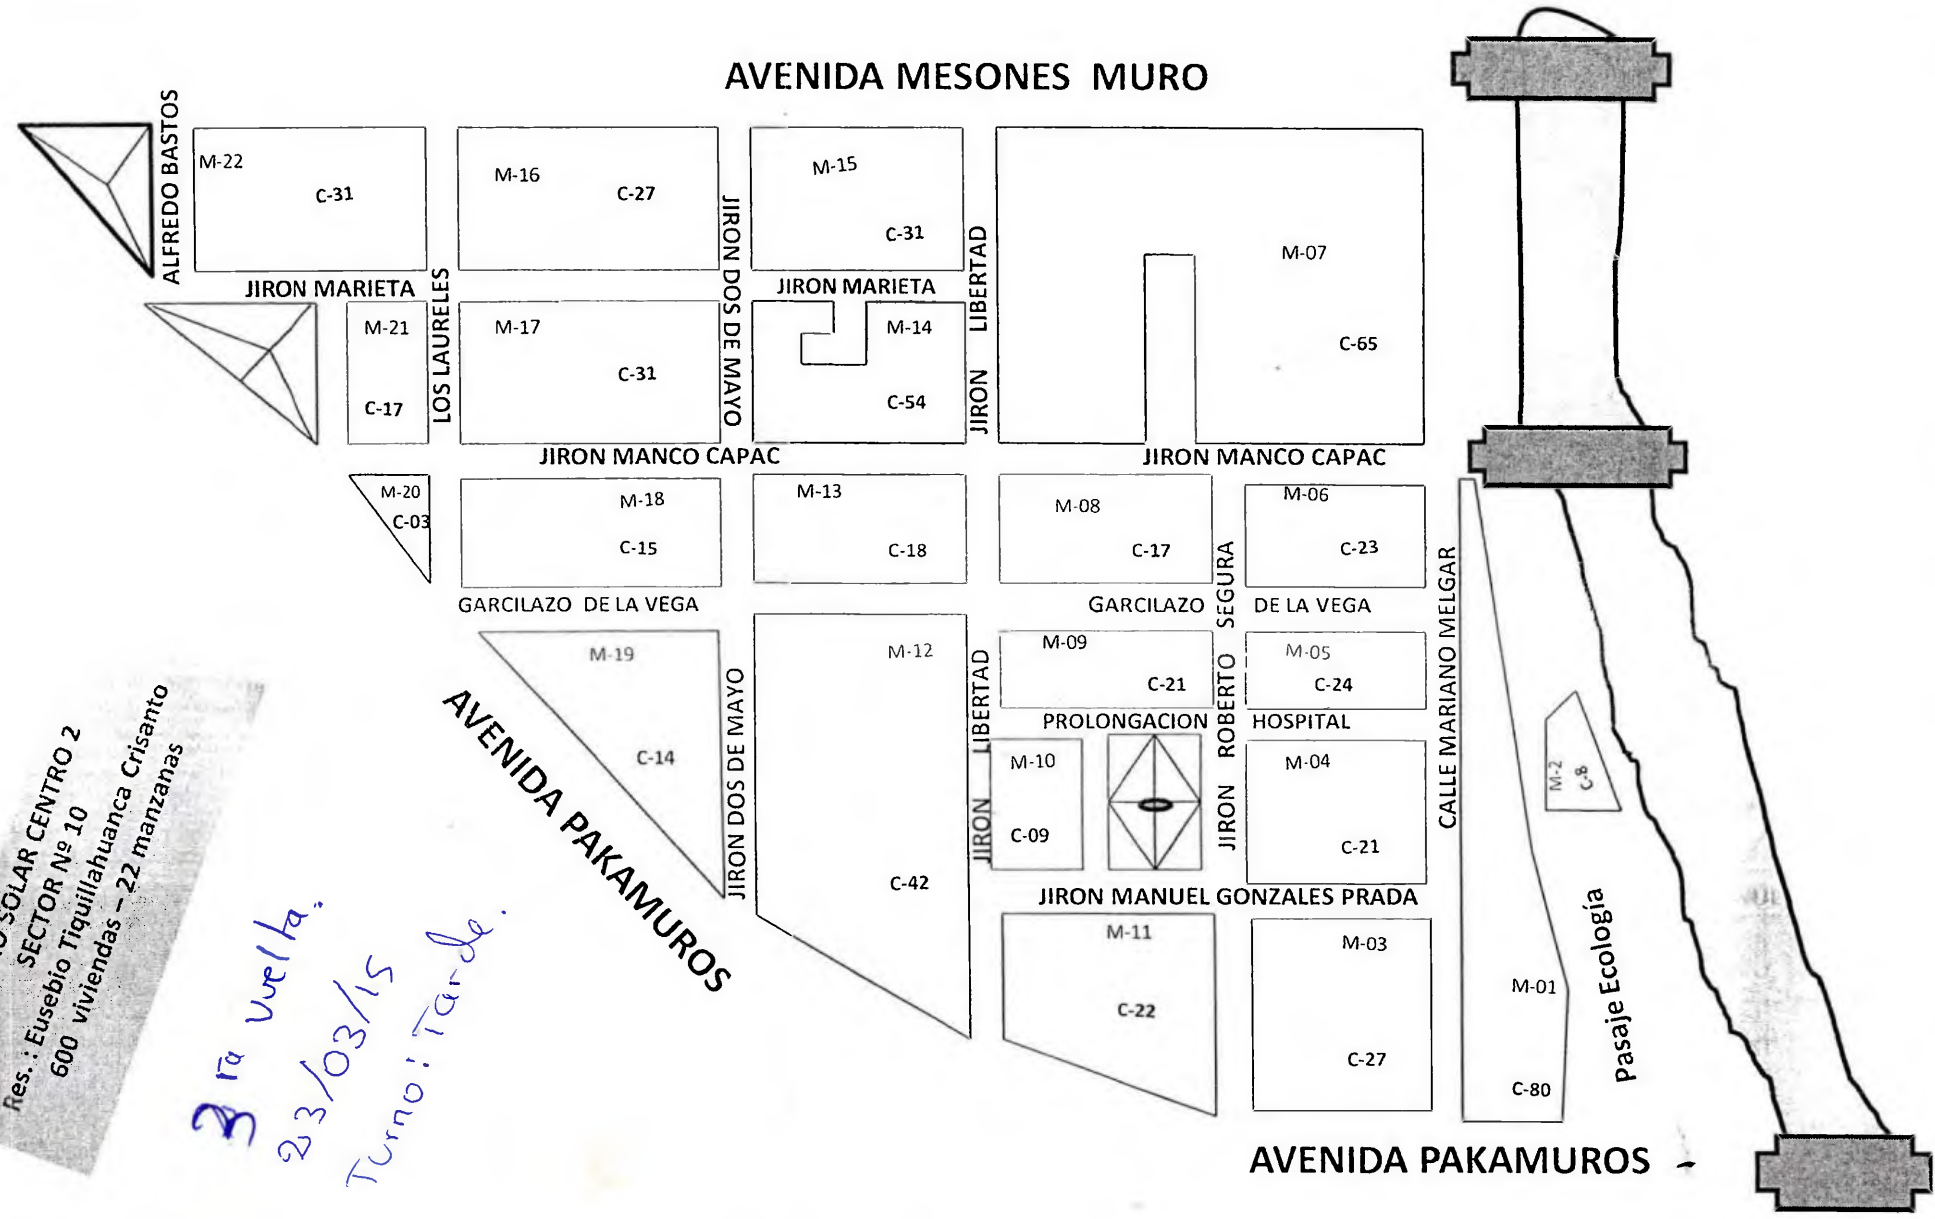 AVENIDA MESONES MURO
ALFREDO BASTOS
M-22
C-31
M-16
C-27
JIRON DOS DE MAYO
M-15
C-31
JIRON LIBERTAD
M-07
C-65
JIRON MARIETA
JIRON MARIETA
M-21
C-17
LOS LAURELES
M-17
C-31
M-14
C-54
JIRON MANCO CAPAC
JIRON MANCO CAPAC
M-20
C-03
M-18
C-15
M-13
C-18
M-08
C-17
M-06
C-23
GARCILAZO DE LA VEGA
GARCILAZO DE LA VEGA
JIRON ROBERTO SEGURA
CALLE MARIANO MELGAR
M-19
C-14
JIRON DOS DE MAYO
M-12
C-42
JIRON LIBERTAD
M-09
C-21
M-05
C-24
PROLONGACION HOSPITAL
M-10
C-09
M-04
C-21
M-2
C-8
JIRON MANUEL GONZALES PRADA
M-11
C-22
M-03
C-27
M-01
C-80
Pasaje Ecología
AVENIDA PAKAMUROS
AVENIDA PAKAMUROS -
SOLAR CENTRO 2
SECTOR Nº 10
Res.: Eusebio Tiquillahuanca Crisanto
600 viviendas – 22 manzanas
3 ra vuelta.
23/03/15
Turno: Tarde.